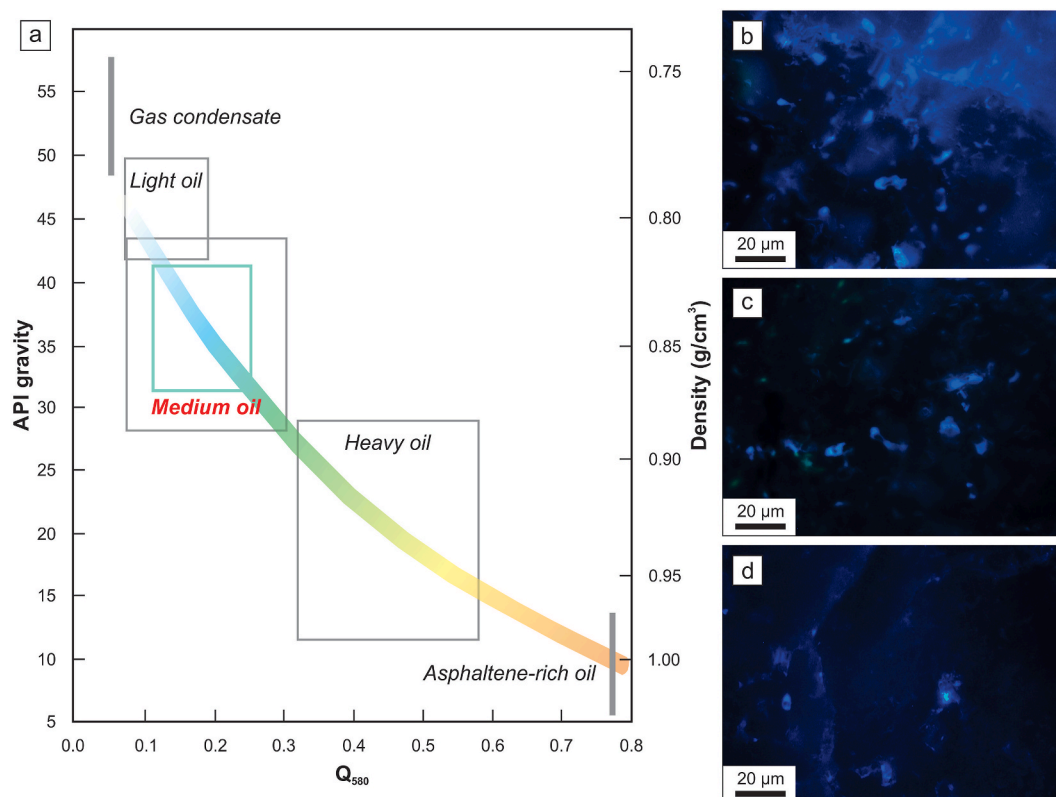 a
API gravity
55
50
45
40
35
30
25
20
15
10
5
0.0
0.1
0.2
0.3
0.4
0.5
0.6
0.7
0.8
Q₅₈₀
0.75
0.80
0.85
0.90
0.95
1.00
Density (g/cm³)
Gas condensate
Light oil
Medium oil
Heavy oil
Asphaltene-rich oil
b
20 µm
c
20 µm
d
20 µm